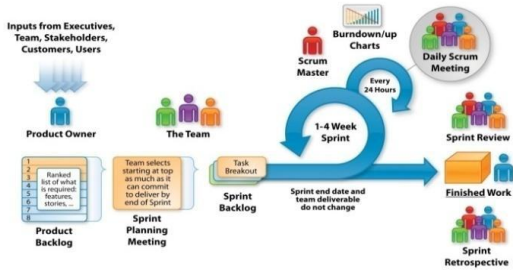 Inputs from Executives,
Team, Stakeholders,
Customers, Users
Product Owner
The Team
Scrum
Master
Burndown/up
Charts
Every
24 Hours
Daily Scrum
Meeting
1-4 Week
Sprint
Sprint Review
1
2
3
4
5
6
7
8
Ranked
list of what
is required:
features,
stories, ...
Product
Backlog
Team selects
starting at top
as much as it
can commit
to deliver by
end of Sprint
Sprint
Planning
Meeting
Task
Breakout
Sprint
Backlog
Sprint end date and
team deliverable
do not change
Finished Work
Sprint
Retrospective